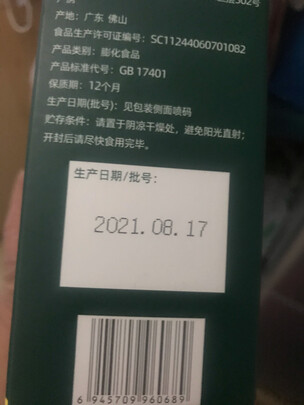 产地：广东 佛山
食品生产许可证编号：SC11244060701082
产品类别：膨化食品
产品标准代号：GB 17401
保质期：12个月
生产日期(批号)：见包装侧面喷码
贮存条件：请置于阴凉干燥处，避免阳光直射；
开封后请尽快食用完毕。
生产日期/批号：
2021.08.17
6 945709 960689